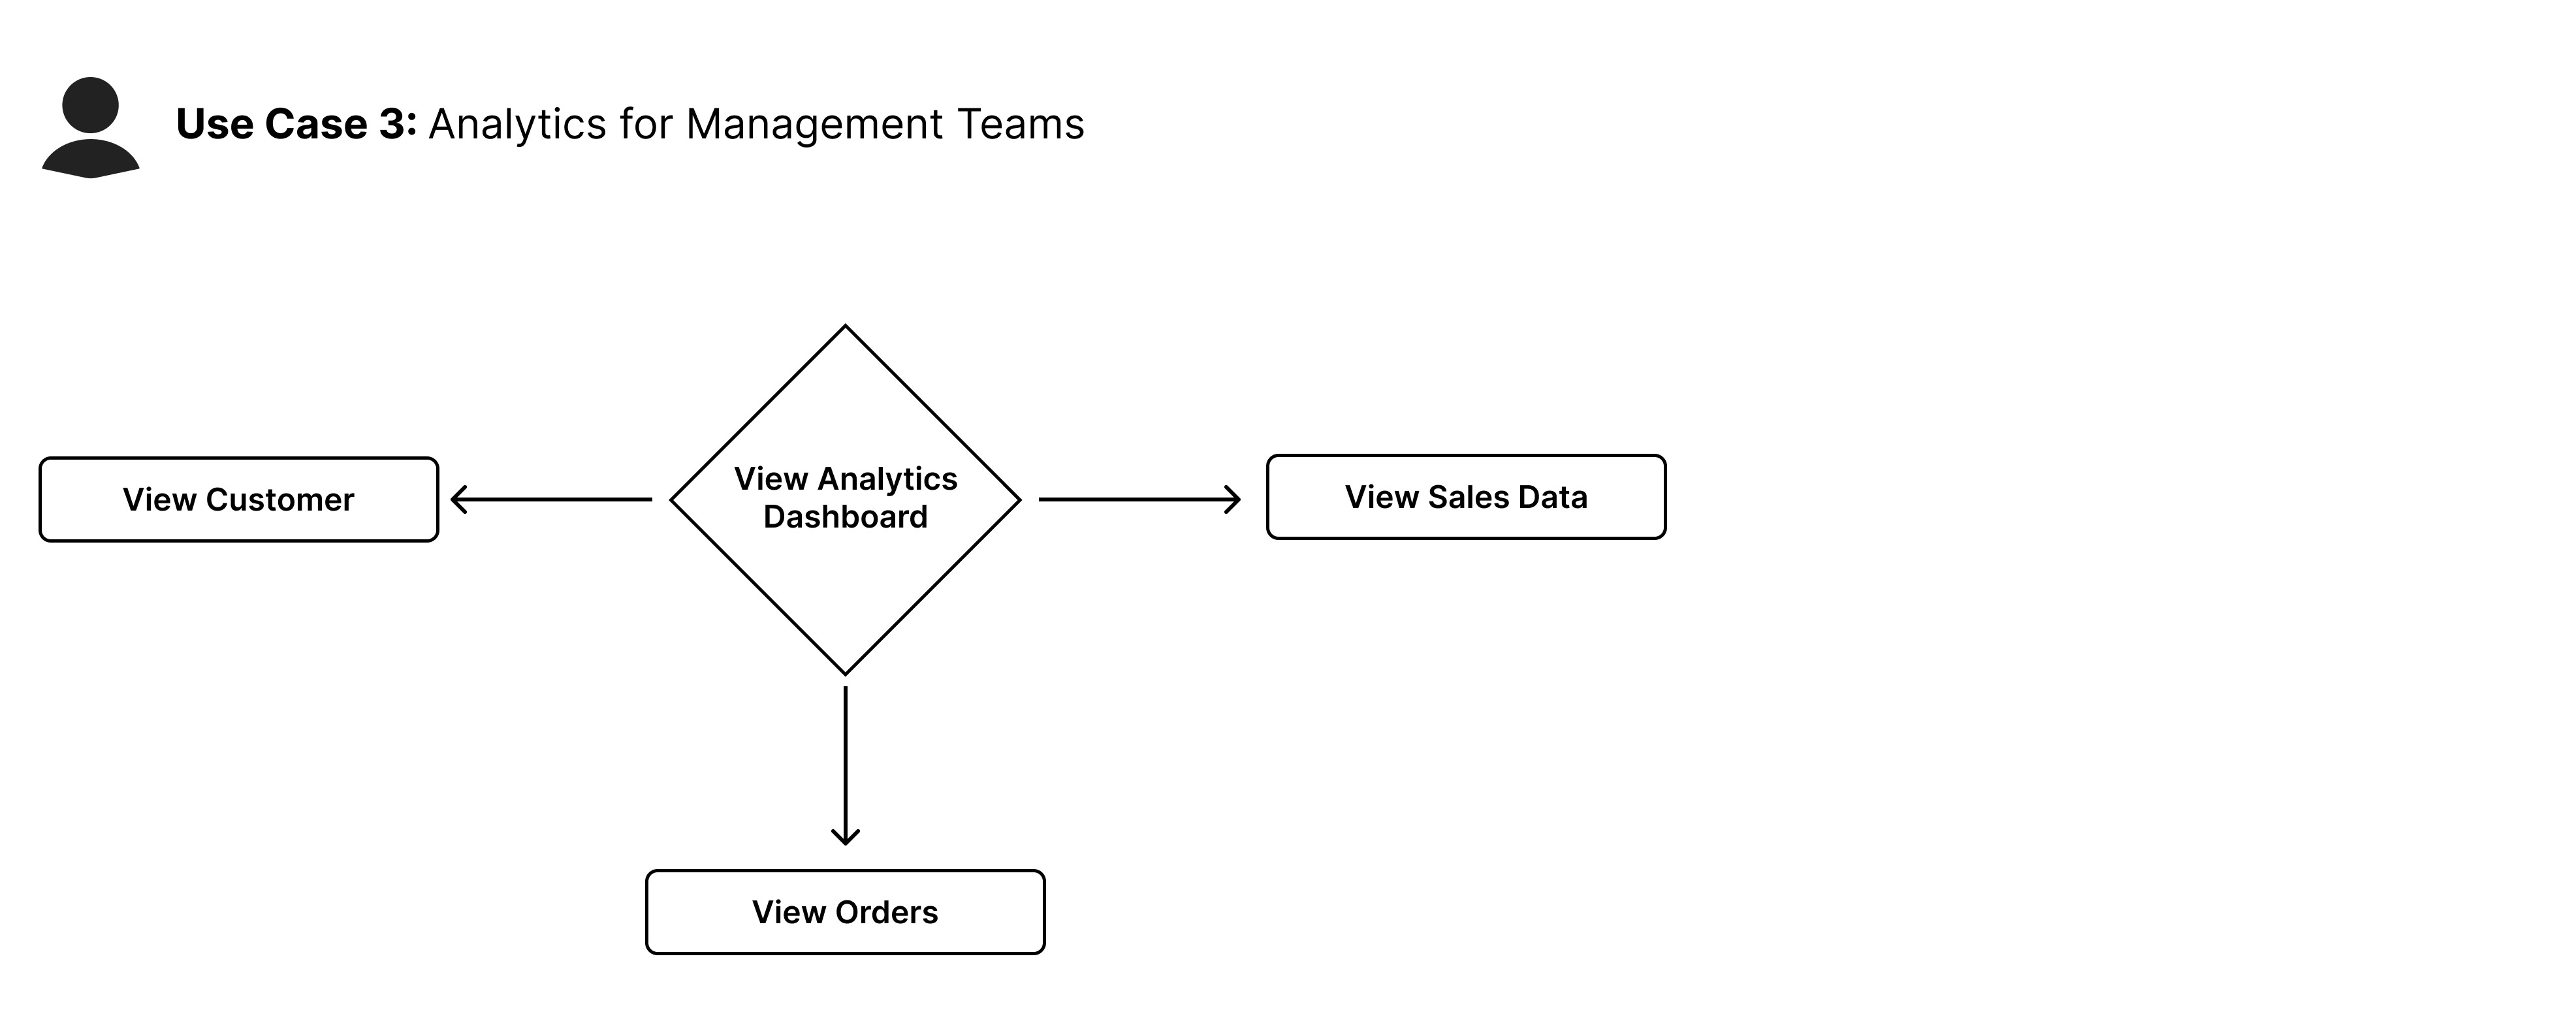 Use Case 3: Analytics for Management Teams
View Customer
View Analytics
Dashboard
View Sales Data
View Orders